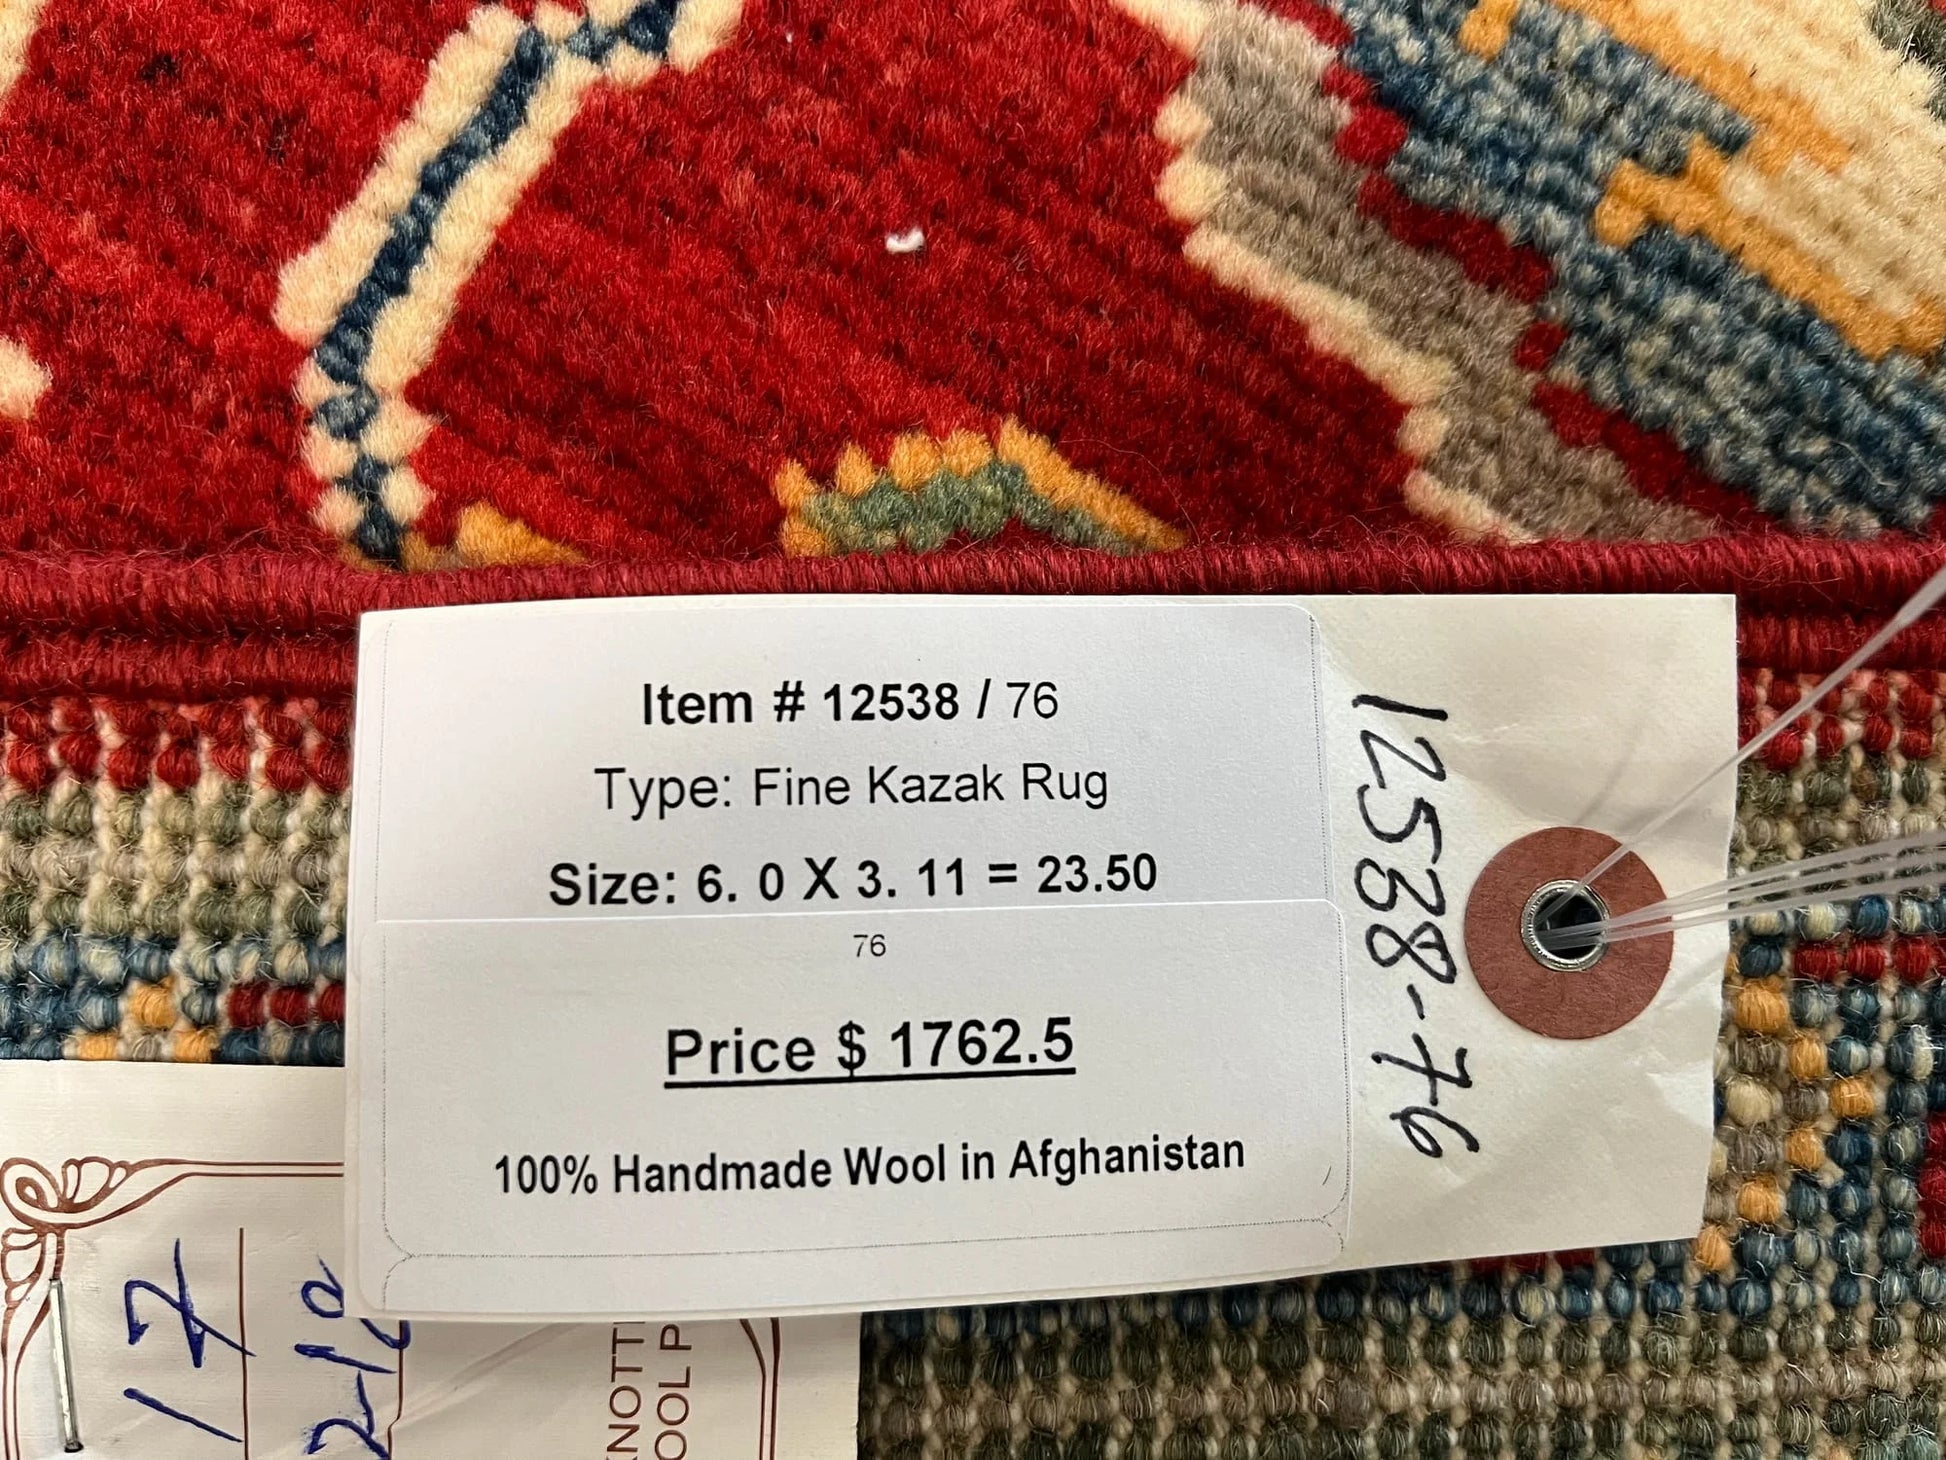 Item # 12538 / 76
Type: Fine Kazak Rug
Size: 6. 0 X 3. 11 = 23.50
76
Price $ 1762.5
100% Handmade Wool in Afghanistan
12538-76
17